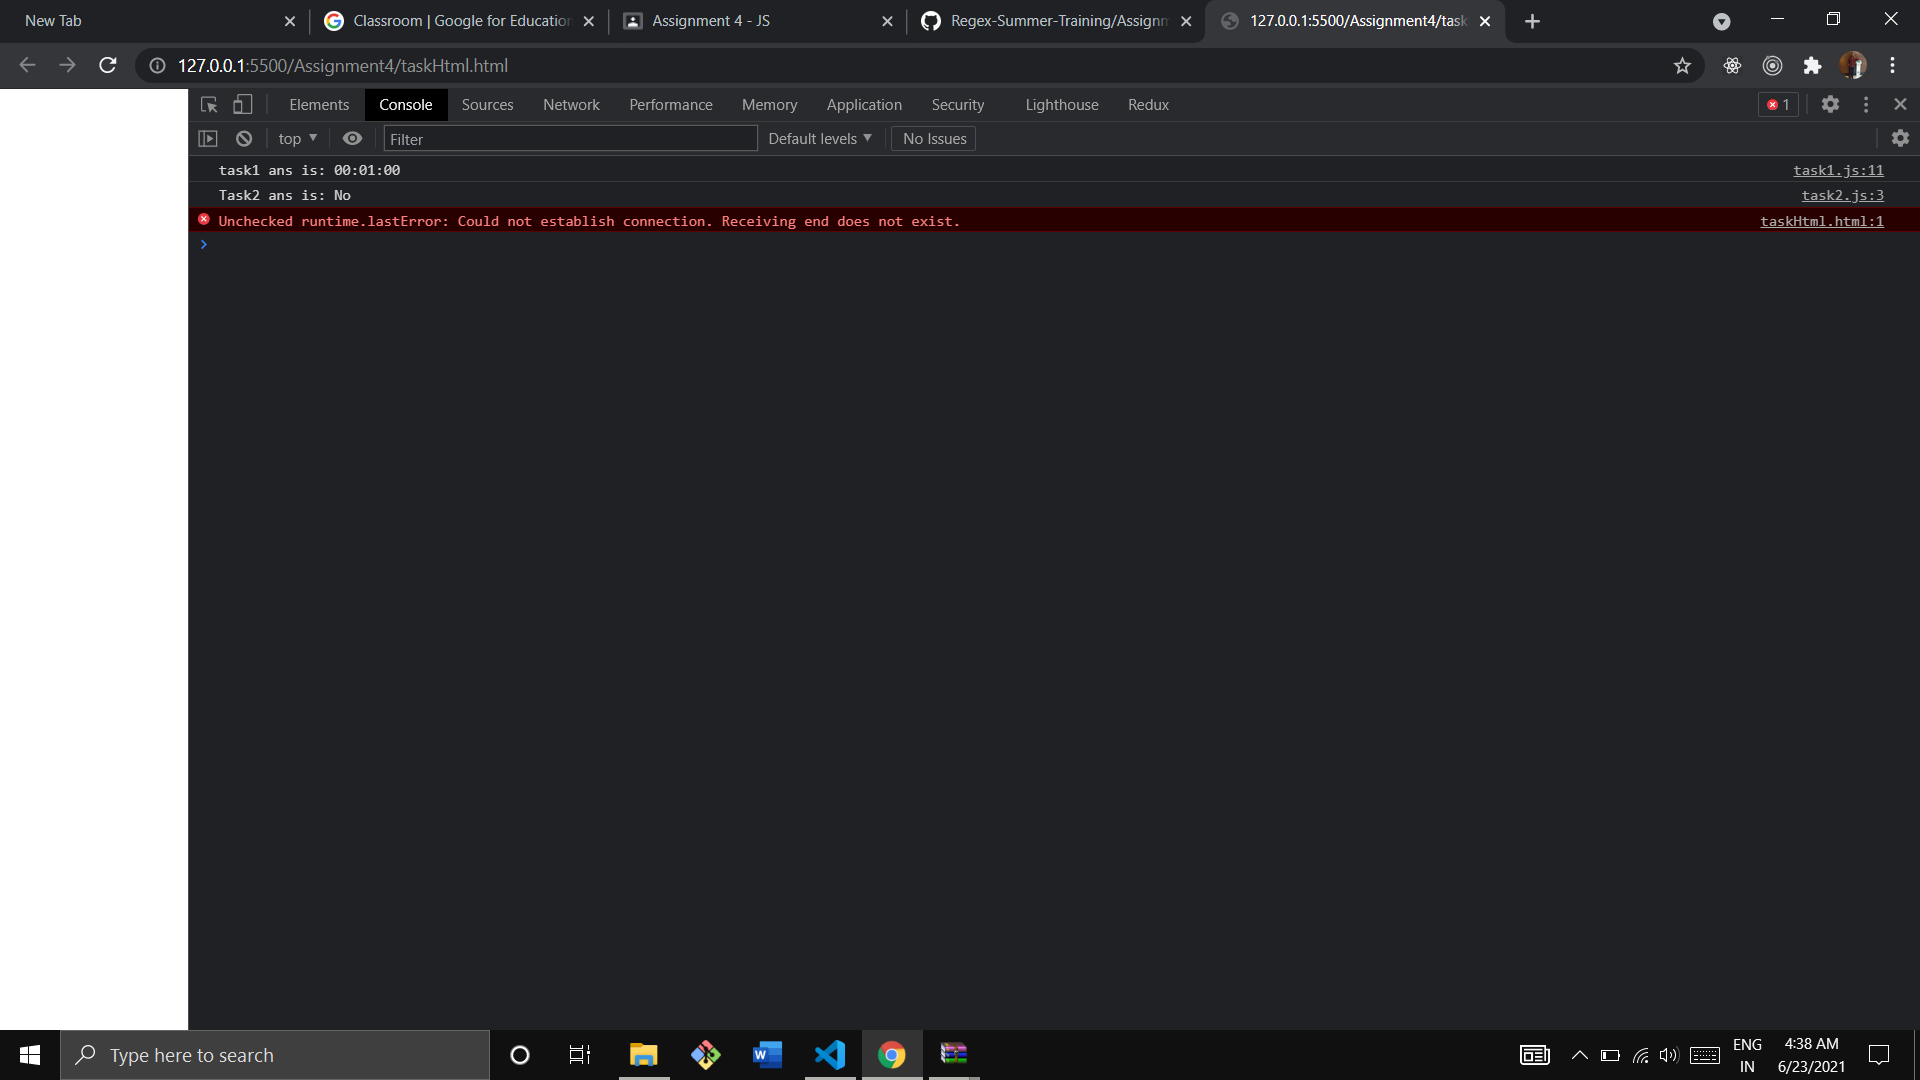 New Tab
Classroom | Google for Education
Assignment 4 - JS
Regex-Summer-Training/Assignm
127.0.0.1:5500/Assignment4/task
127.0.0.1:5500/Assignment4/taskHtml.html
Elements Console Sources Network Performance Memory Application Security Lighthouse Redux
1
top
Filter
Default levels
No Issues
task1 ans is: 00:01:00 task1.js:11
Task2 ans is: No task2.js:3
Unchecked runtime.lastError: Could not establish connection. Receiving end does not exist. taskHtml.html:1
Type here to search
W
ENG
IN
4:38 AM
6/23/2021